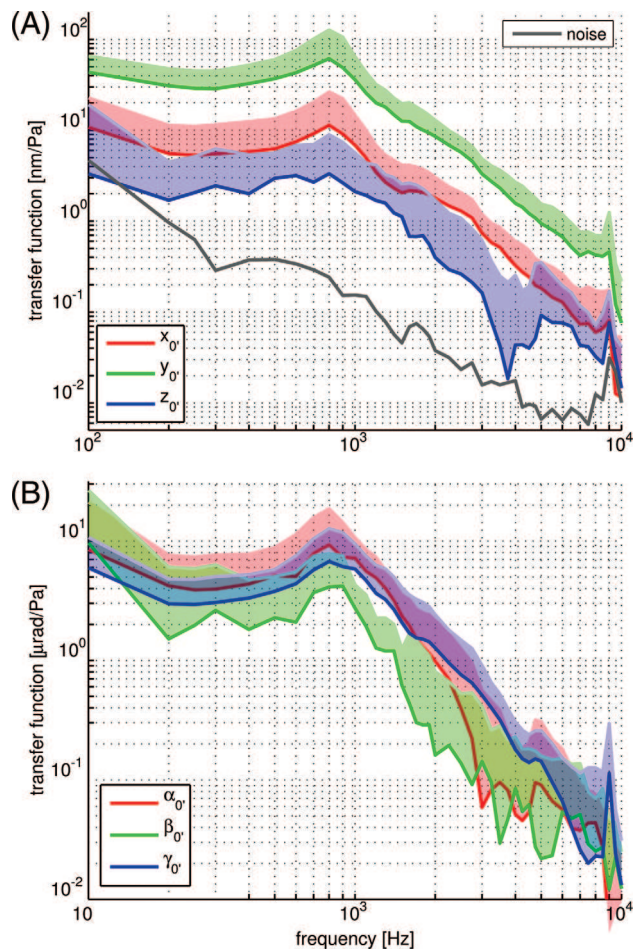 (A)
noise
transfer function [nm/Pa]
10²
10¹
10⁰
10⁻¹
10⁻²
x₀'
y₀'
z₀'
10²
10³
10⁴
(B)
transfer function [µrad/Pa]
10¹
10⁰
10⁻¹
10⁻²
α₀'
β₀'
γ₀'
10
10³
10⁴
frequency [Hz]